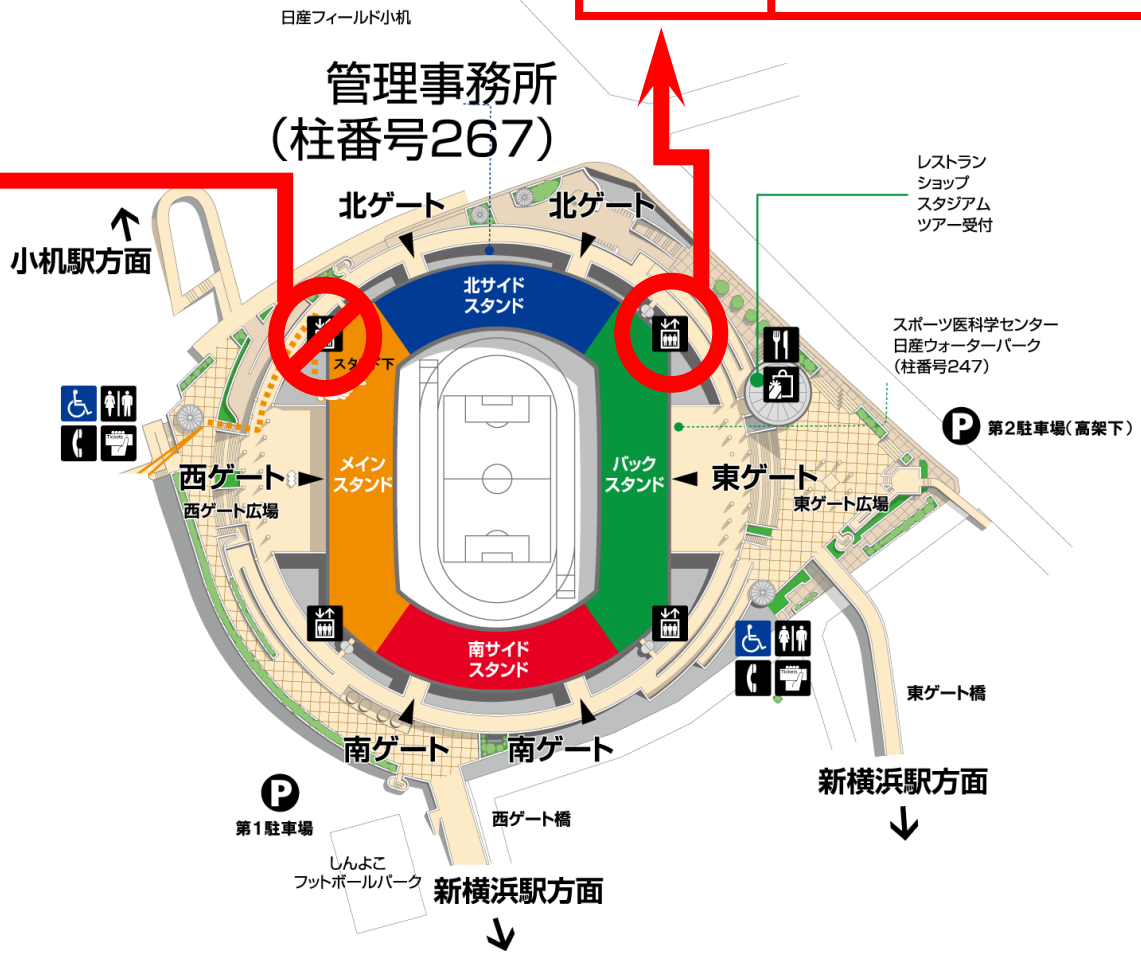 日産フィールド小机
管理事務所
(柱番号267)
レストラン
ショップ
スタジアム
ツアー受付
北ゲート
北ゲート
小机駅方面
北サイド
スタンド
スポーツ医科学センター
日産ウォーターパーク
(柱番号247)
スタンド下
P
第2駐車場(高架下)
Tickets
メイン
スタンド
バック
スタンド
西ゲート
東ゲート
西ゲート広場
東ゲート広場
南サイド
スタンド
Tickets
東ゲート橋
南ゲート
南ゲート
新横浜駅方面
P
第1駐車場
西ゲート橋
しんよこ
フットボールパーク
新横浜駅方面